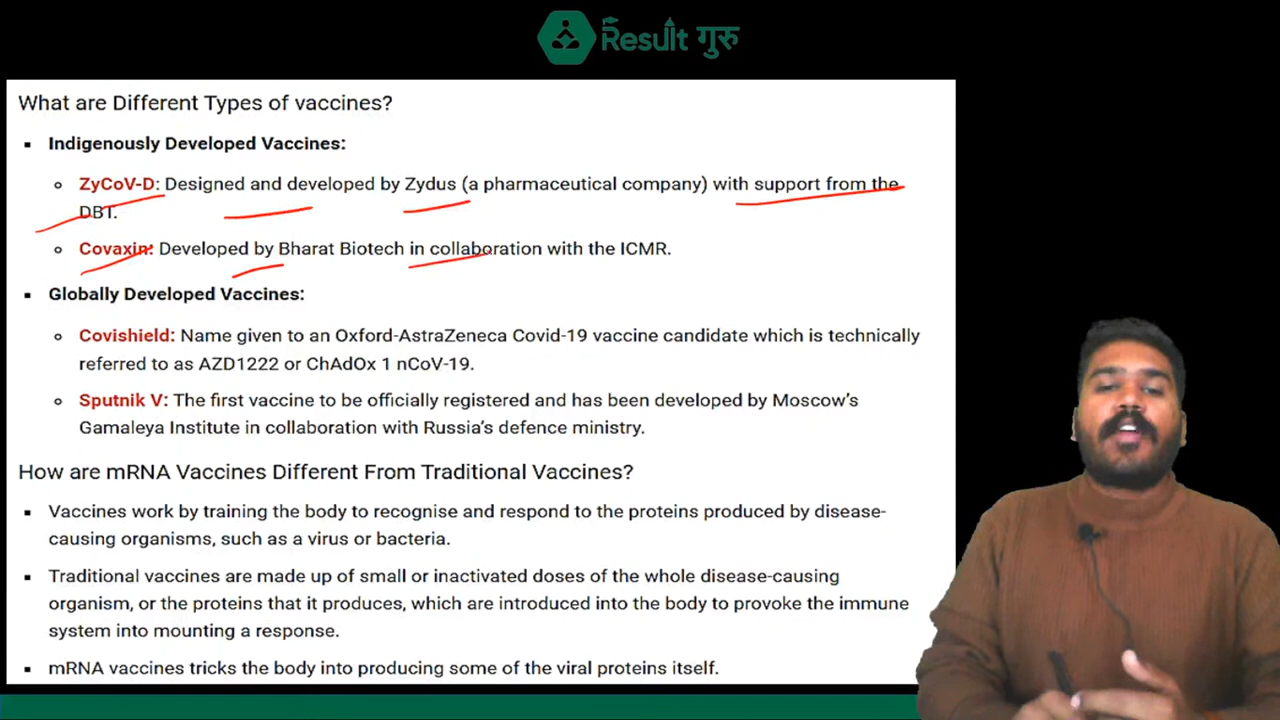 Result गुरु
What are Different Types of vaccines?
▪ Indigenously Developed Vaccines:
○ ZyCoV-D: Designed and developed by Zydus (a pharmaceutical company) with support from the
DBT.
○ Covaxin: Developed by Bharat Biotech in collaboration with the ICMR.
▪ Globally Developed Vaccines:
○ Covishield: Name given to an Oxford-AstraZeneca Covid-19 vaccine candidate which is technically
referred to as AZD1222 or ChAdOx 1 nCoV-19.
○ Sputnik V: The first vaccine to be officially registered and has been developed by Moscow's
Gamaleya Institute in collaboration with Russia's defence ministry.
How are mRNA Vaccines Different From Traditional Vaccines?
▪ Vaccines work by training the body to recognise and respond to the proteins produced by disease-
causing organisms, such as a virus or bacteria.
▪ Traditional vaccines are made up of small or inactivated doses of the whole disease-causing
organism, or the proteins that it produces, which are introduced into the body to provoke the immune
system into mounting a response.
▪ mRNA vaccines tricks the body into producing some of the viral proteins itself.